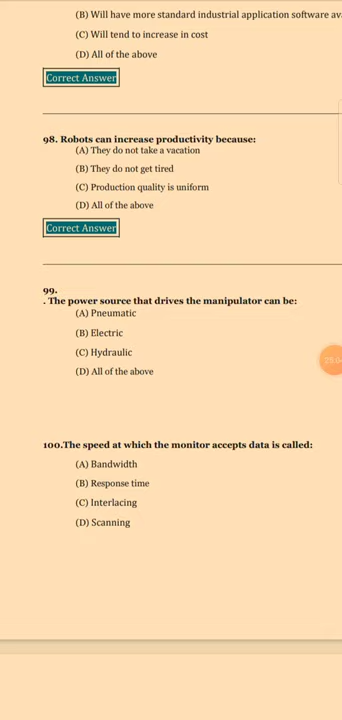 (B) Will have more standard industrial application software
(C) Will tend to increase in cost
(D) All of the above
Correct Answer
98. Robots can increase productivity because:
(A) They do not take a vacation
(B) They do not get tired
(C) Production quality is uniform
(D) All of the above
Correct Answer
99.
. The power source that drives the manipulator can be:
(A) Pneumatic
(B) Electric
(C) Hydraulic
(D) All of the above
100.The speed at which the monitor accepts data is called:
(A) Bandwidth
(B) Response time
(C) Interlacing
(D) Scanning